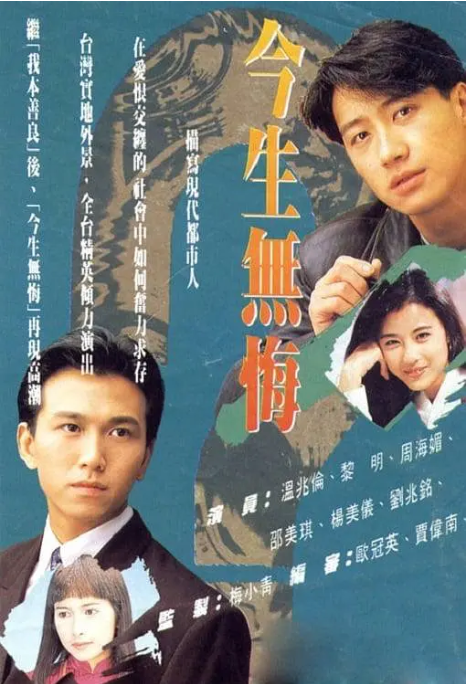 今生無悔
描寫現代都市人
在愛恨交纏的社會中如何奮力求存
台灣實地外景，全台精英傾力演出
繼「我本善良」後、「今生無悔」再現高潮
演員：溫兆倫、黎明、周海媚、
邵美琪、楊美儀、劉兆銘、
編審：歐冠英、賈偉南
監製：梅小青